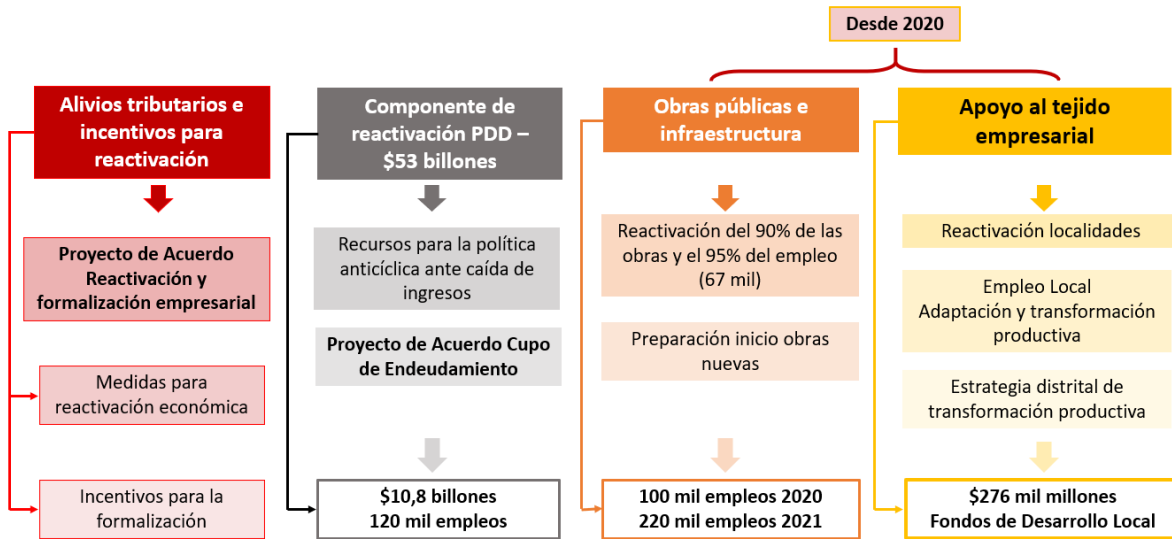 Desde 2020
Alivios tributarios e
incentivos para
reactivación
Proyecto de Acuerdo
Reactivación y
formalización empresarial
Medidas para
reactivación económica
Incentivos para la
formalización
Componente de
reactivación PDD –
$53 billones
Recursos para la política
anticíclica ante caída de
ingresos
Proyecto de Acuerdo Cupo
de Endeudamiento
$10,8 billones
120 mil empleos
Obras públicas e
infraestructura
Reactivación del 90% de las
obras y el 95% del empleo
(67 mil)
Preparación inicio obras
nuevas
100 mil empleos 2020
220 mil empleos 2021
Apoyo al tejido
empresarial
Reactivación localidades
Empleo Local
Adaptación y transformación
productiva
Estrategia distrital de
transformación productiva
$276 mil millones
Fondos de Desarrollo Local